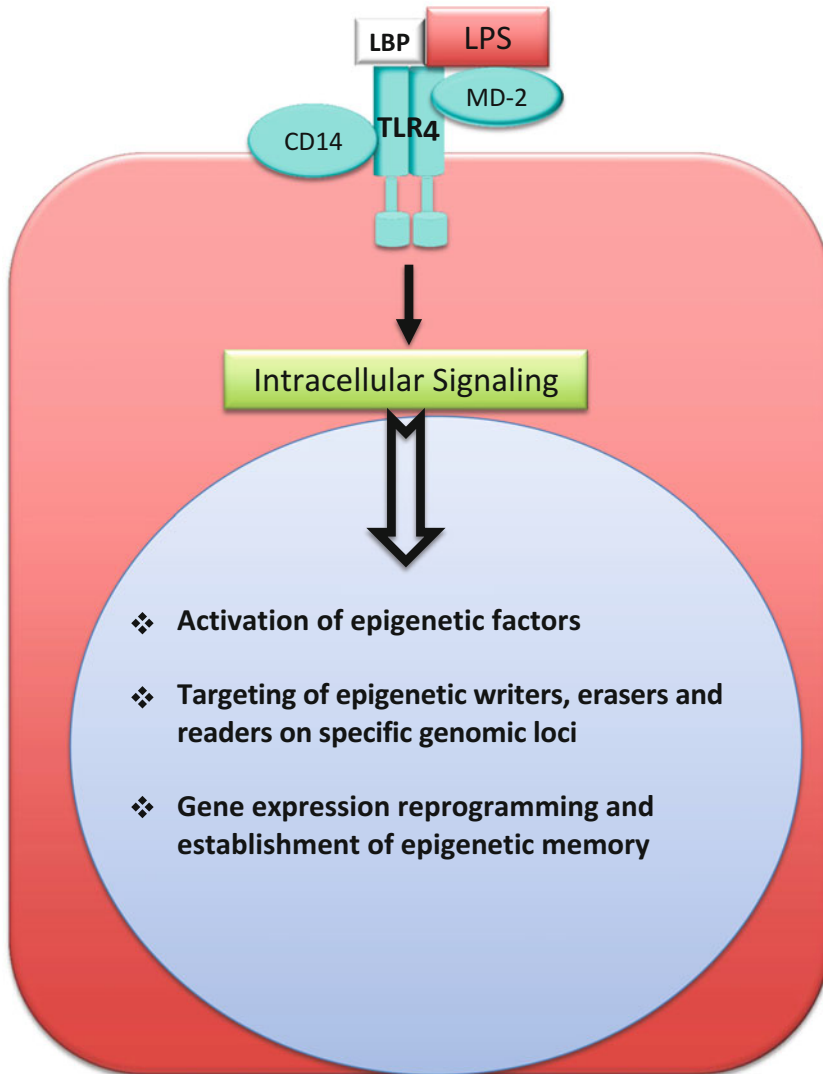 LBP
LPS
MD-2
TLR4
CD14
Intracellular Signaling
❖ Activation of epigenetic factors
❖ Targeting of epigenetic writers, erasers and
readers on specific genomic loci
❖ Gene expression reprogramming and
establishment of epigenetic memory